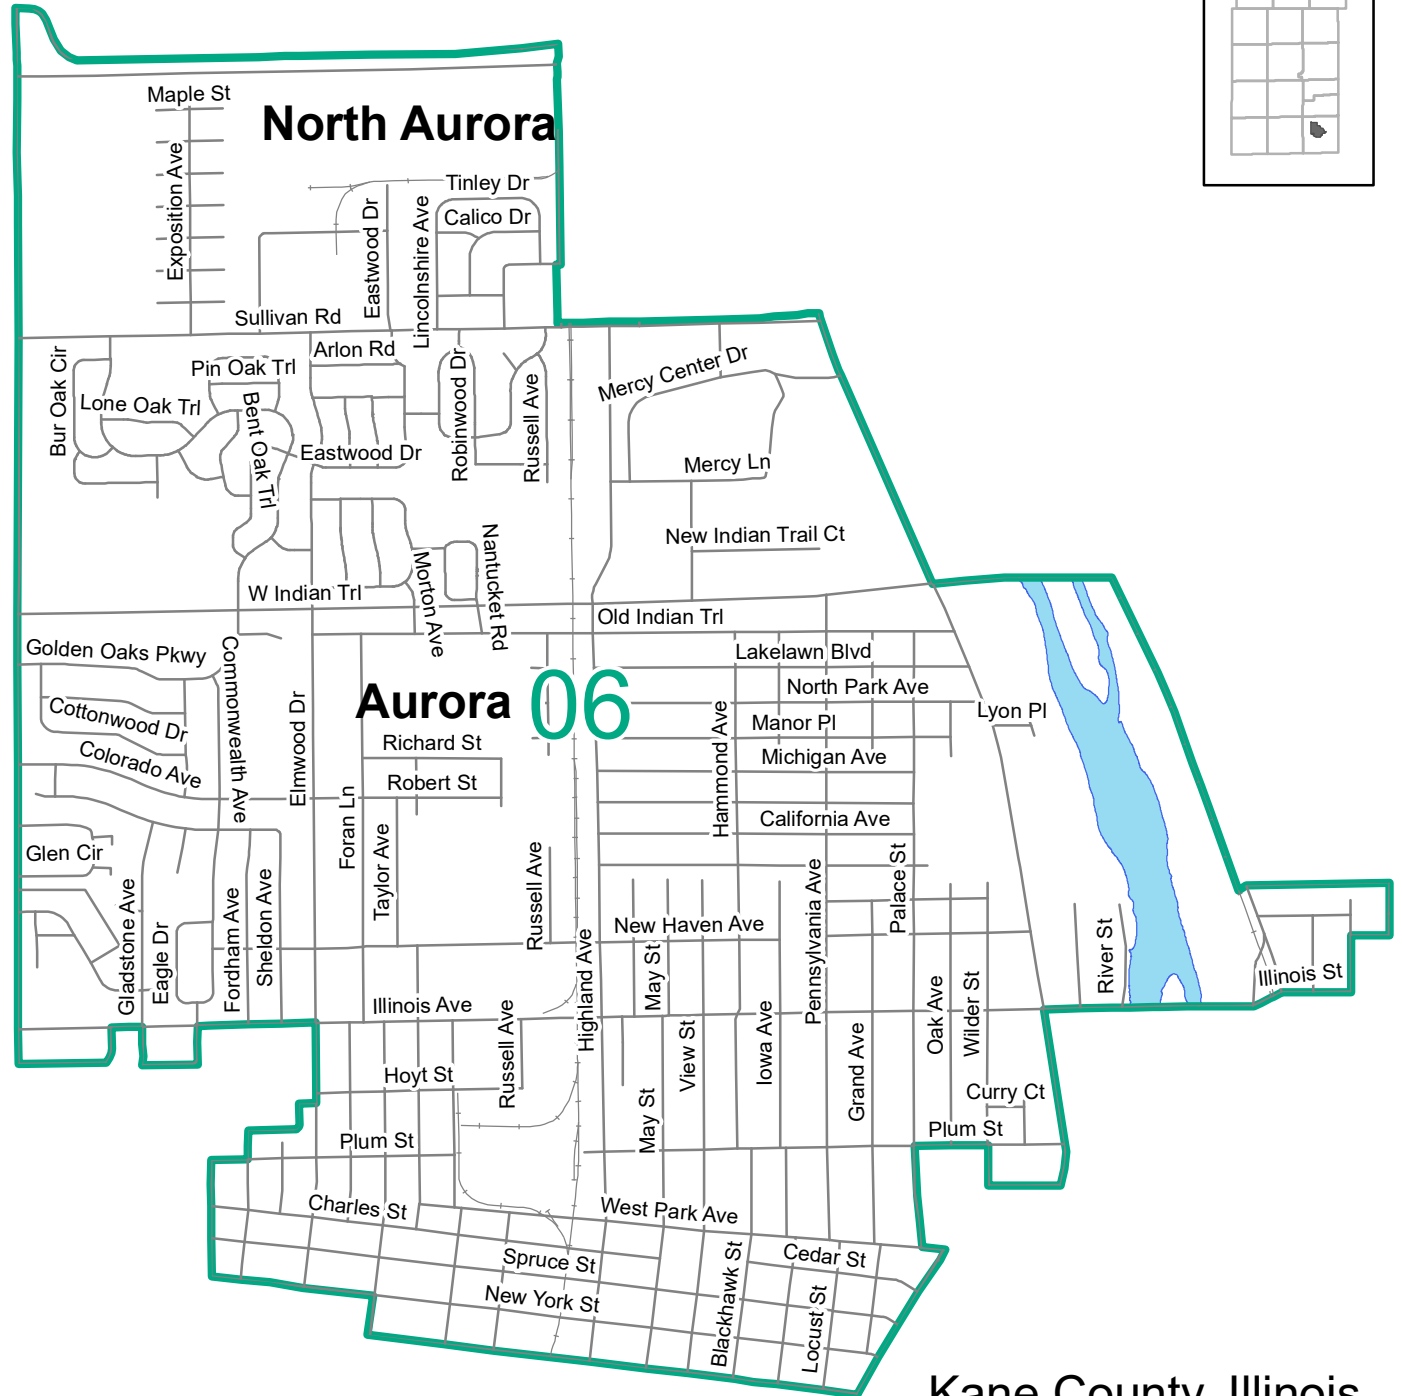 Maple St
North Aurora
Exposition Ave
Tinley Dr
Calico Dr
Eastwood Dr
Lincolnshire Ave
Sullivan Rd
Arlon Rd
Bur Oak Cir
Pin Oak Trl
Lone Oak Trl
Bent Oak Trl
Eastwood Dr
Robinwood Dr
Russell Ave
Mercy Center Dr
Mercy Ln
New Indian Trail Ct
W Indian Trl
Morton Ave
Nantucket Rd
Old Indian Trl
Golden Oaks Pkwy
Commonwealth Ave
Lakelawn Blvd
Cottonwood Dr
Elmwood Dr
Aurora
06
North Park Ave
Hammond Ave
Manor Pl
Lyon Pl
Colorado Ave
Richard St
Michigan Ave
Robert St
California Ave
Foran Ln
Taylor Ave
Glen Cir
Russell Ave
Palace St
Pennsylvania Ave
Gladstone Ave
Eagle Dr
Fordham Ave
Sheldon Ave
New Haven Ave
Highland Ave
May St
River St
Illinois St
Illinois Ave
Russell Ave
View St
Iowa Ave
Oak Ave
Wilder St
Grand Ave
Hoyt St
May St
Curry Ct
Plum St
Plum St
Charles St
West Park Ave
Spruce St
Cedar St
New York St
Blackhawk St
Locust St
Kane County, Illinois